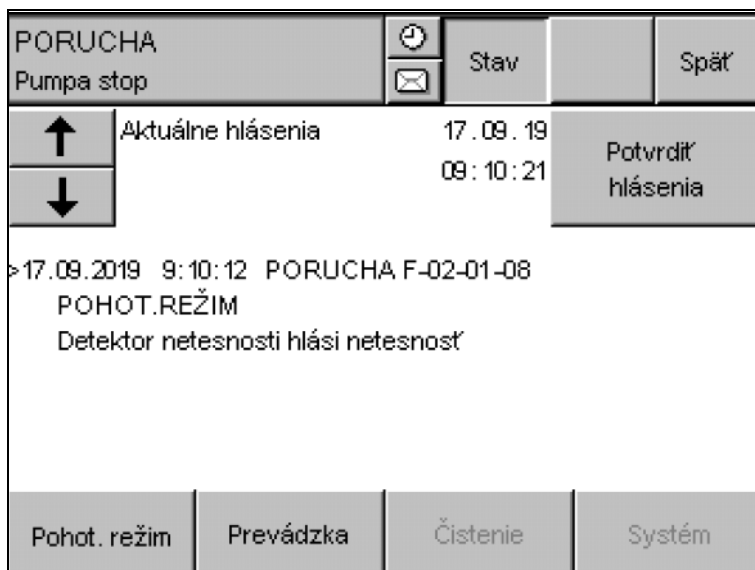 PORUCHA
Pumpa stop
Stav
Späť
Aktuálne hlásenia
17.09.19
09:10:21
Potvrdiť
hlásenia
>17.09.2019 9:10:12 PORUCHA F-02-01-08
POHOT.REŽIM
Detektor netesnosti hlási netesnosť
Pohot. režim
Prevádzka
Čistenie
Systém